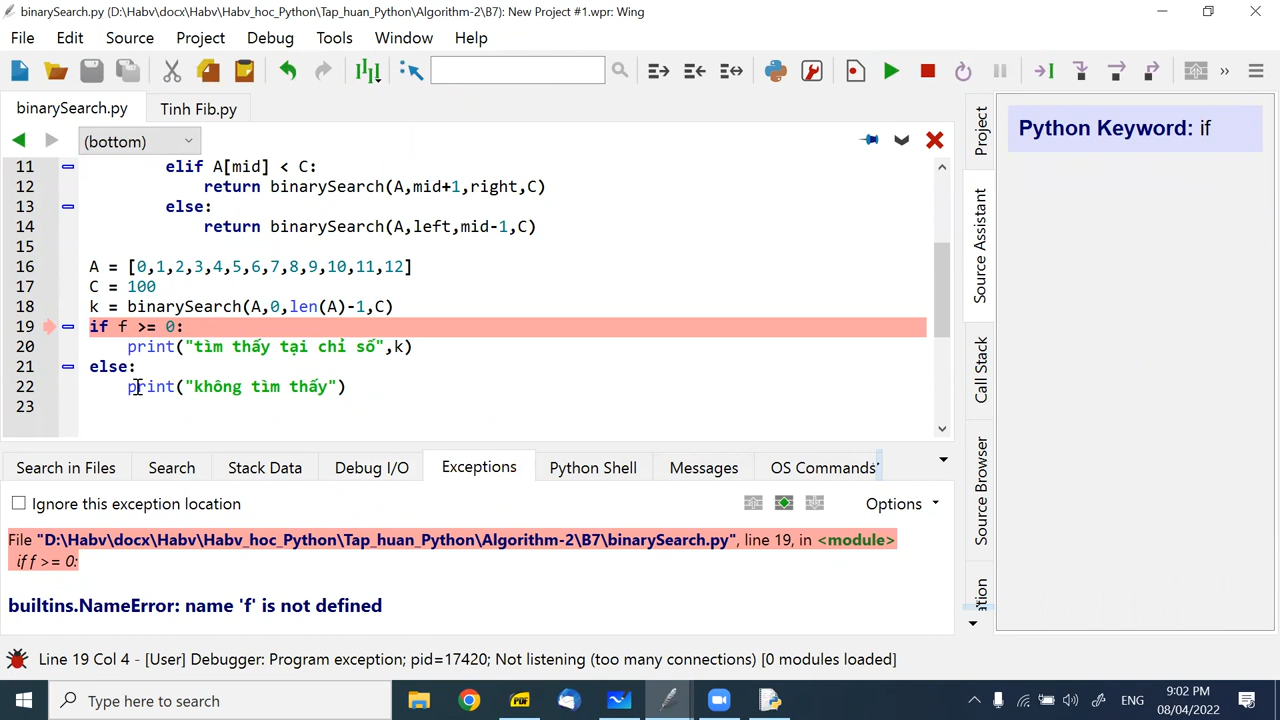 binarySearch.py (D:\Habv\docx\Habv\Habv_hoc_Python\Tap_huan_Python\Algorithm-2\B7): New Project #1.wpr: Wing
File Edit Source Project Debug Tools Window Help
binarySearch.py Tinh Fib.py
(bottom)
11 elif A[mid] < C:
12 return binarySearch(A,mid+1,right,C)
13 else:
14 return binarySearch(A,left,mid-1,C)
15
16 A = [0,1,2,3,4,5,6,7,8,9,10,11,12]
17 C = 100
18 k = binarySearch(A,0,len(A)-1,C)
19 if f >= 0:
20 print("tìm thấy tại chỉ số",k)
21 else:
22 print("không tìm thấy")
23
Project
Source Assistant
Call Stack
Source Browser
Python Keyword: if
Search in Files Search Stack Data Debug I/O Exceptions Python Shell Messages OS Commands
Ignore this exception location Options
File "D:\Habv\docx\Habv\Habv_hoc_Python\Tap_huan_Python\Algorithm-2\B7\binarySearch.py", line 19, in <module>
if f >= 0:
builtins.NameError: name 'f' is not defined
Line 19 Col 4 - [User] Debugger: Program exception; pid=17420; Not listening (too many connections) [0 modules loaded]
Type here to search
PDF
ENG
9:02 PM
08/04/2022